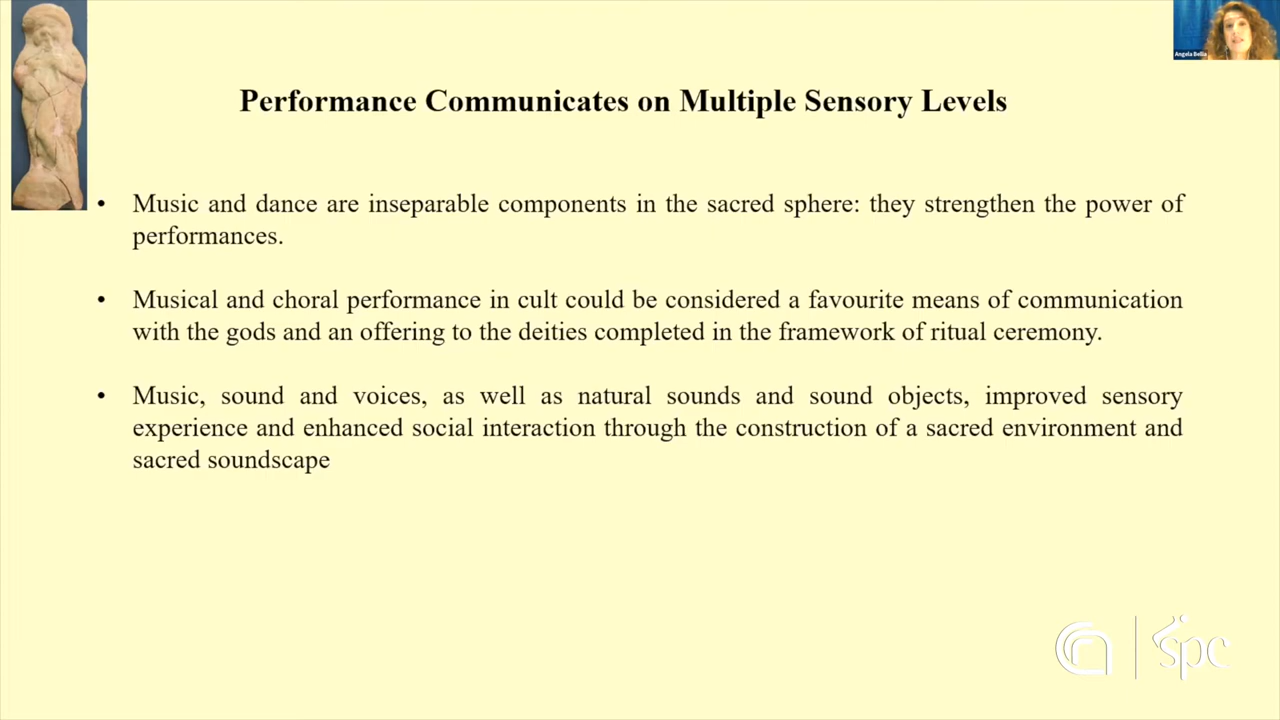 Angela Bellia
Performance Communicates on Multiple Sensory Levels
• Music and dance are inseparable components in the sacred sphere: they strengthen the power of
performances.
• Musical and choral performance in cult could be considered a favourite means of communication
with the gods and an offering to the deities completed in the framework of ritual ceremony.
• Music, sound and voices, as well as natural sounds and sound objects, improved sensory
experience and enhanced social interaction through the construction of a sacred environment and
sacred soundscape
spc